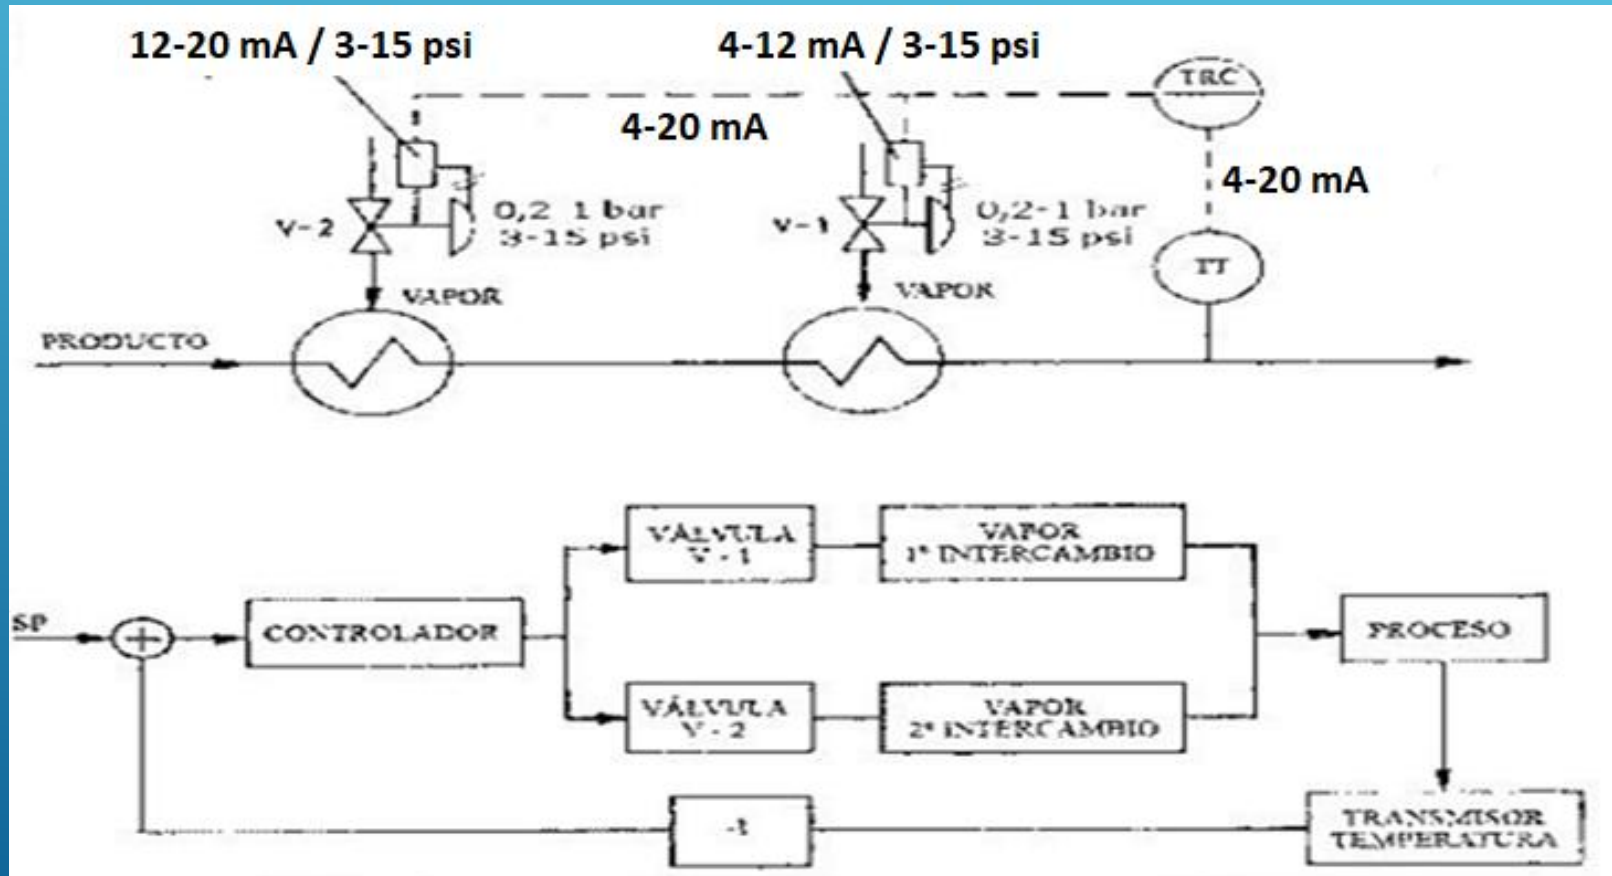 12-20 mA / 3-15 psi
4-12 mA / 3-15 psi
TRC
4-20 mA
4-20 mA
V-2
0,2 1 bar
3-15 psi
V-1
0,2-1 bar
3-15 psi
TT
VAPOR
VAPOR
PRODUCTO
VÁLVULA
V - 1
VAPOR
1º INTERCAMBIO
SP
+
CONTROLADOR
PROCESO
VÁLVULA
V - 2
VAPOR
2º INTERCAMBIO
-1
TRANSMISOR
TEMPERATURA